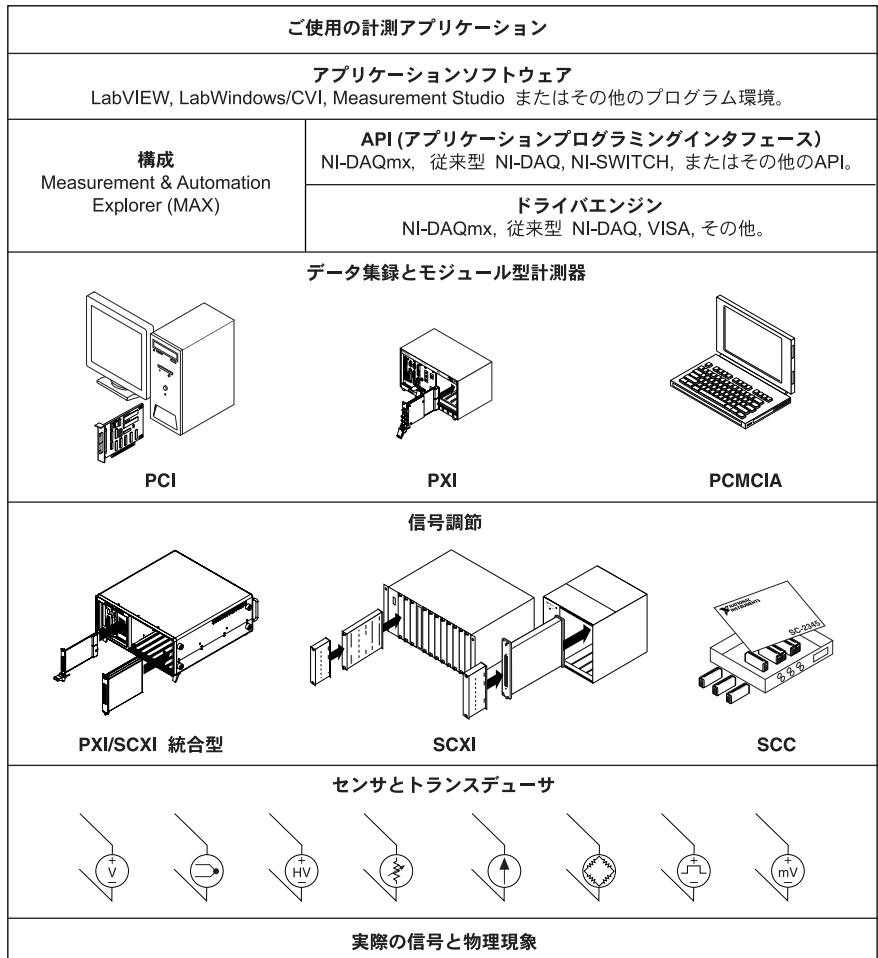 ご使用の計測アプリケーション
アプリケーションソフトウェア
LabVIEW, LabWindows/CVI, Measurement Studio またはその他のプログラム環境。
構成
Measurement & Automation
Explorer (MAX)
API (アプリケーションプログラミングインタフェース)
NI-DAQmx, 従来型 NI-DAQ, NI-SWITCH, またはその他のAPI。
ドライバエンジン
NI-DAQmx, 従来型 NI-DAQ, VISA, その他。
データ集録とモジュール型計測器
PCI
PXI
PCMCIA
信号調節
NATIONAL
INSTRUMENTS
SC-2345
PXI/SCXI 統合型
SCXI
SCC
センサとトランスデューサ
+
V
−
+
HV
−
+
−
+
mV
−
実際の信号と物理現象